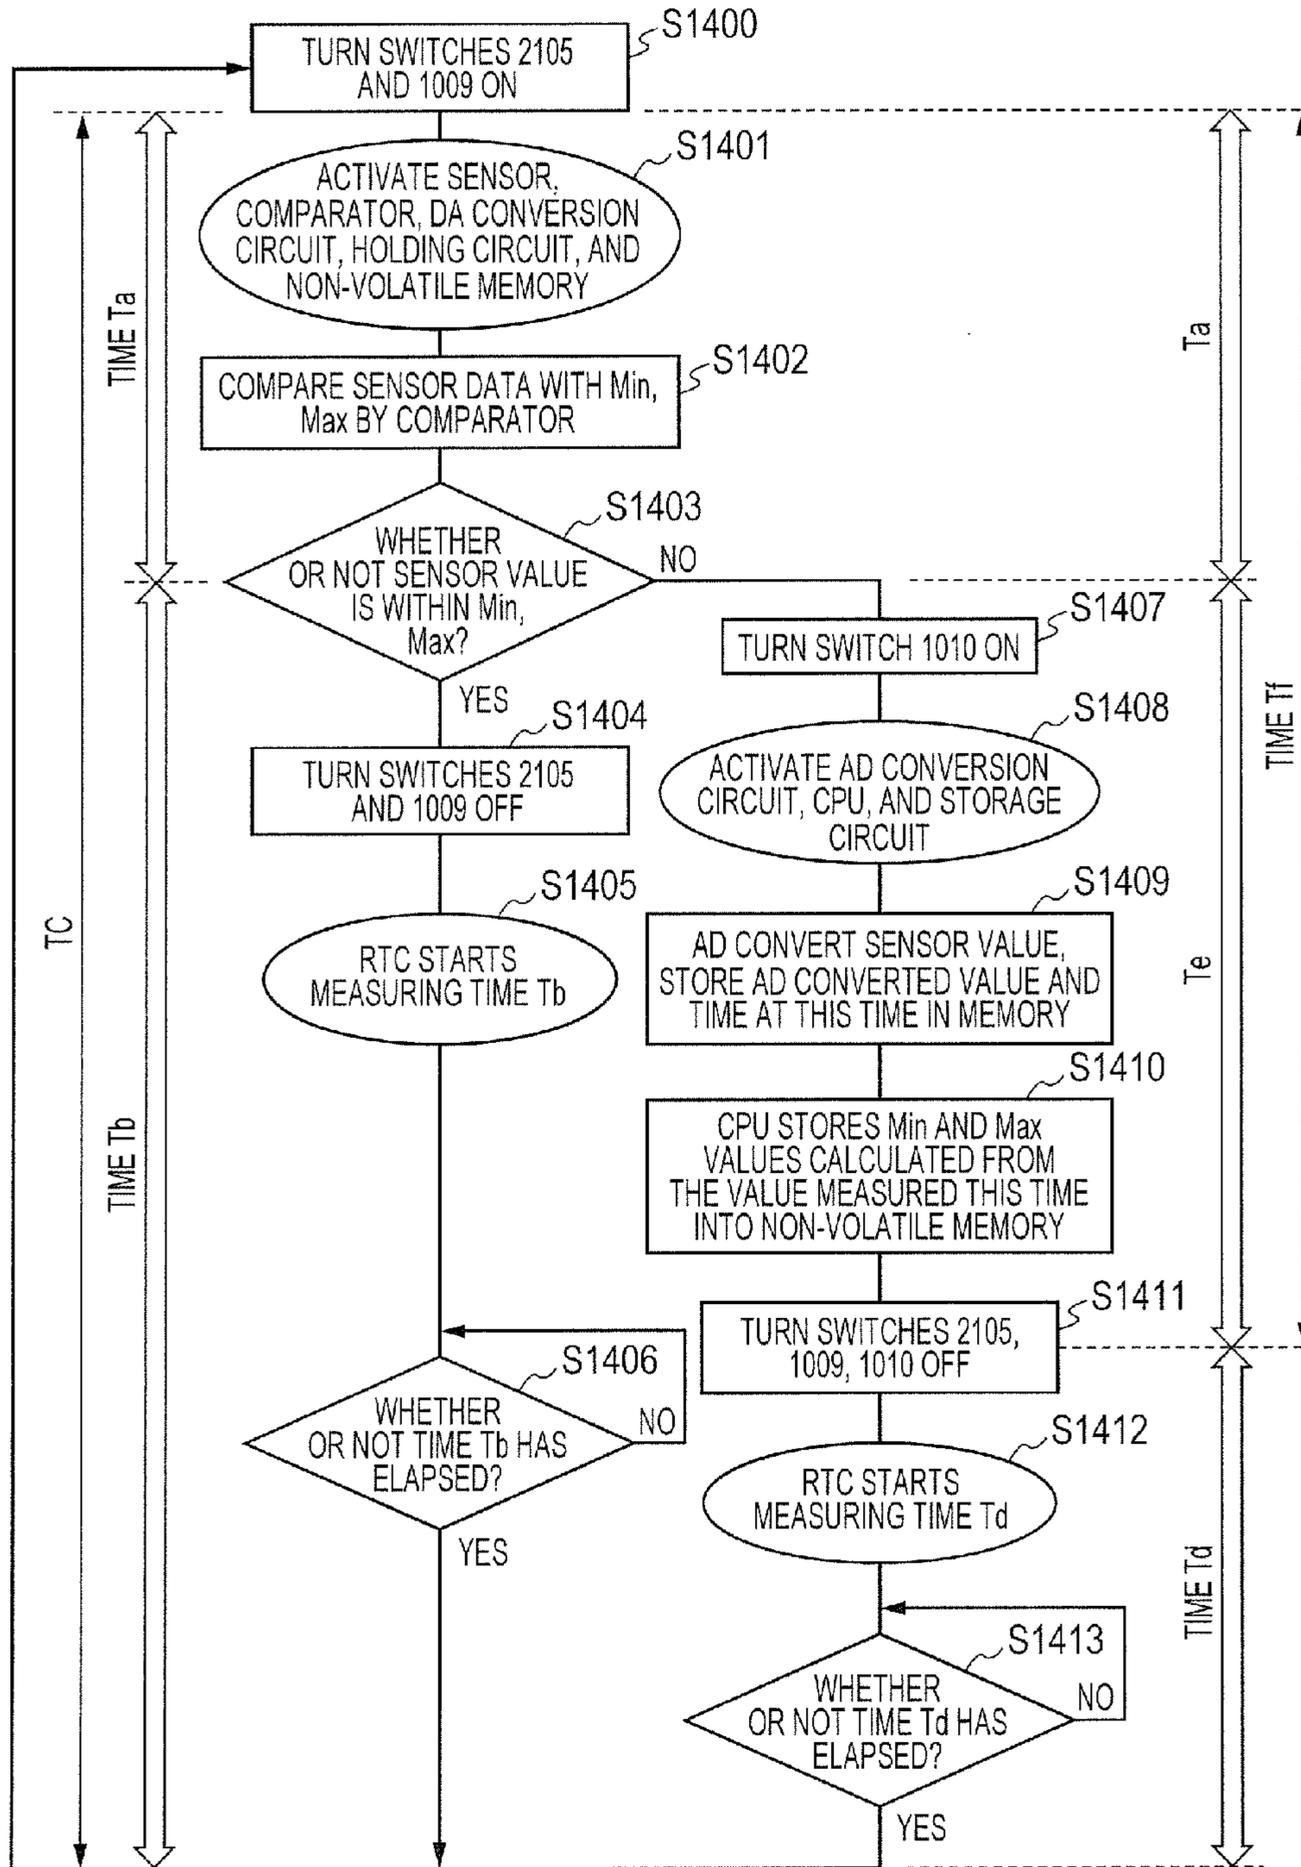 S1400
TURN SWITCHES 2105
AND 1009 ON
S1401
ACTIVATE SENSOR,
COMPARATOR, DA CONVERSION
CIRCUIT, HOLDING CIRCUIT, AND
NON-VOLATILE MEMORY
S1402
COMPARE SENSOR DATA WITH Min,
Max BY COMPARATOR
S1403
WHETHER
OR NOT SENSOR VALUE
IS WITHIN Min,
Max?
NO
YES
S1404
TURN SWITCHES 2105
AND 1009 OFF
S1405
RTC STARTS
MEASURING TIME Tb
S1406
WHETHER
OR NOT TIME Tb HAS
ELAPSED?
NO
YES
S1407
TURN SWITCH 1010 ON
S1408
ACTIVATE AD CONVERSION
CIRCUIT, CPU, AND STORAGE
CIRCUIT
S1409
AD CONVERT SENSOR VALUE,
STORE AD CONVERTED VALUE AND
TIME AT THIS TIME IN MEMORY
S1410
CPU STORES Min AND Max
VALUES CALCULATED FROM
THE VALUE MEASURED THIS TIME
INTO NON-VOLATILE MEMORY
S1411
TURN SWITCHES 2105,
1009, 1010 OFF
S1412
RTC STARTS
MEASURING TIME Td
S1413
WHETHER
OR NOT TIME Td HAS
ELAPSED?
NO
YES
TC
TIME Ta
TIME Tb
Ta
Te
TIME Td
TIME Tf